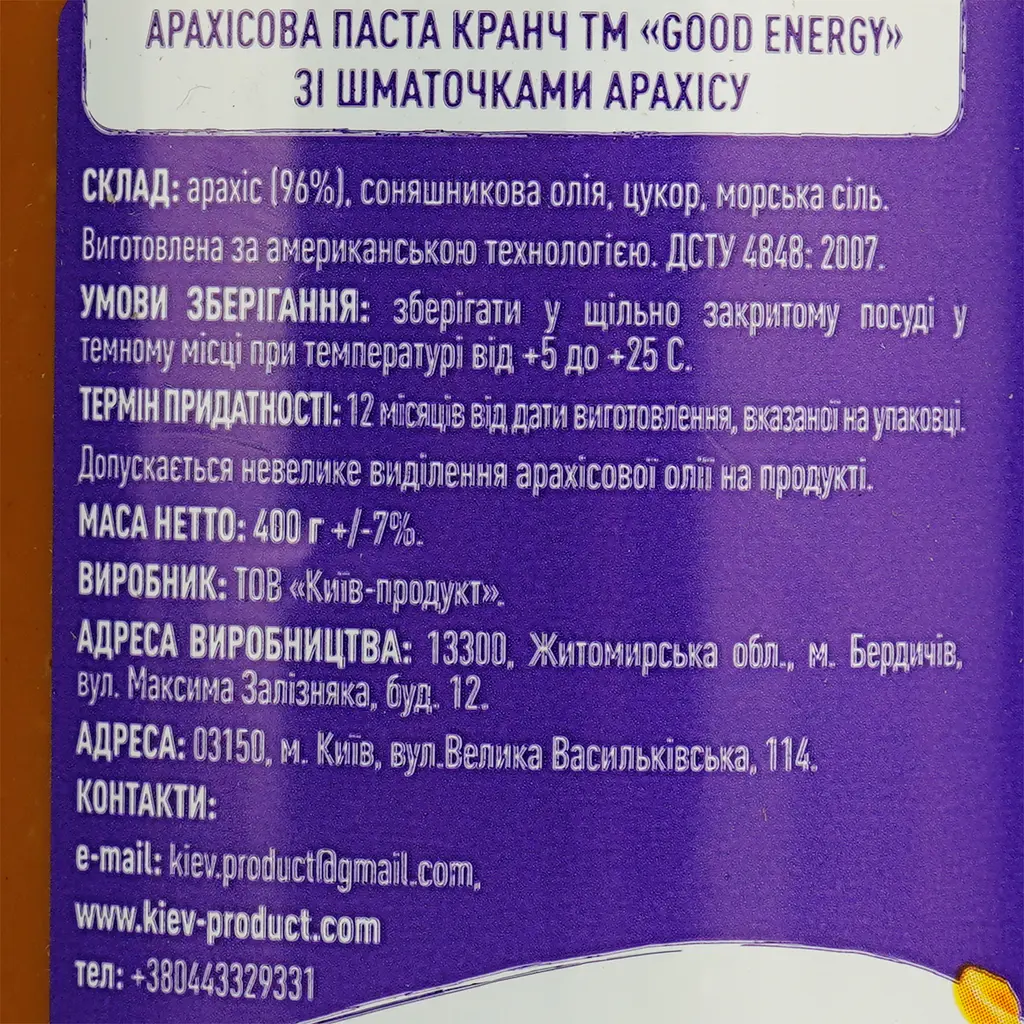 АРАХІСОВА ПАСТА КРАНЧ ТМ «GOOD ENERGY»
ЗІ ШМАТОЧКАМИ АРАХІСУ
СКЛАД: арахіс (96%), соняшникова олія, цукор, морська сіль.
Виготовлена за американською технологією. ДСТУ 4848: 2007.
УМОВИ ЗБЕРІГАННЯ: зберігати у щільно закритому посуді у
темному місці при температурі від +5 до +25 С.
ТЕРМІН ПРИДАТНОСТІ: 12 місяців від дати виготовлення, вказаної на упаковці.
Допускається невелике виділення арахісової олії на продукті.
МАСА НЕТТО: 400 г +/-7%.
ВИРОБНИК: ТОВ «Київ-продукт».
АДРЕСА ВИРОБНИЦТВА: 13300, Житомирська обл., м. Бердичів,
вул. Максима Залізняка, буд. 12.
АДРЕСА: 03150, м. Київ, вул.Велика Васильківська, 114.
КОНТАКТИ:
e-mail: kiev.product@gmail.com,
www.kiev-product.com
тел: +380443329331